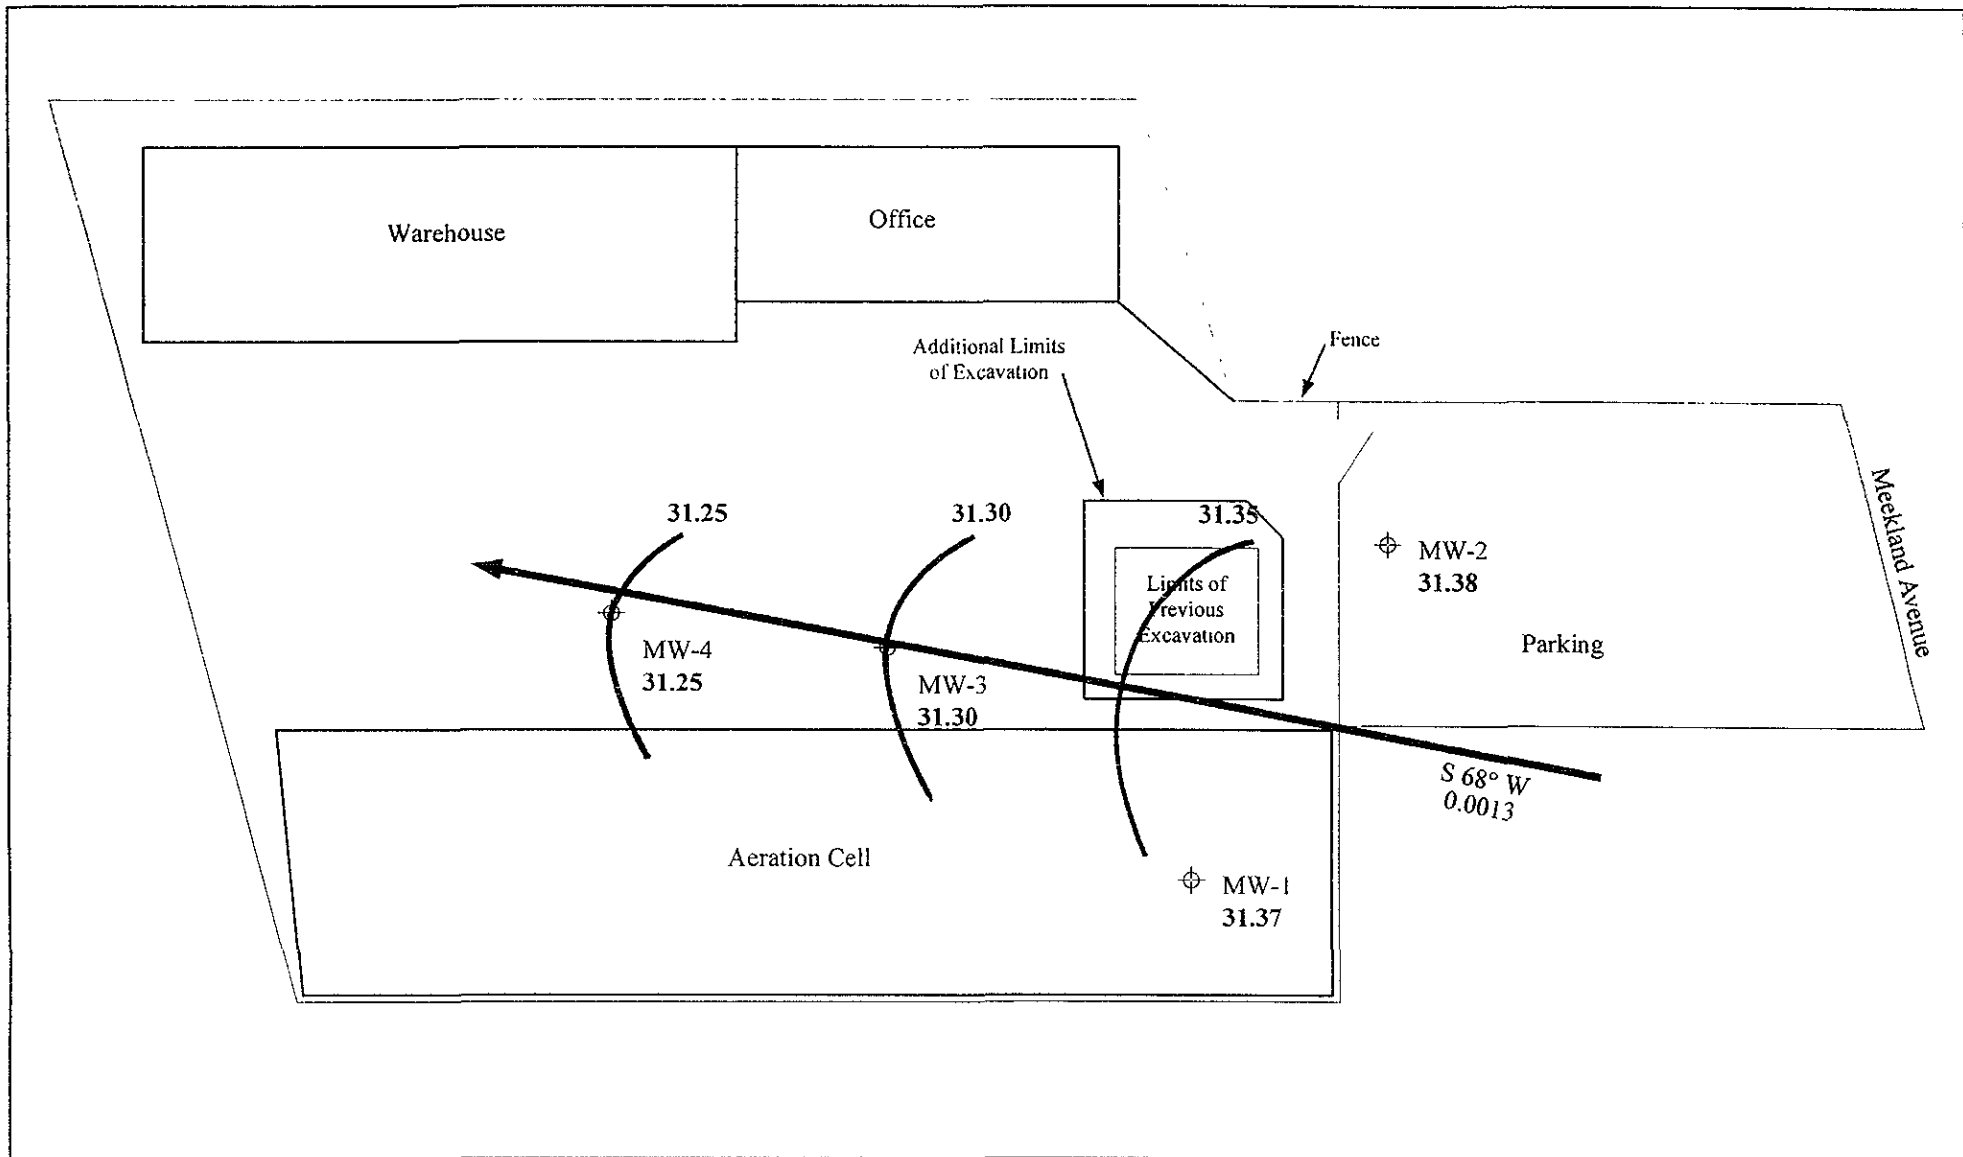 Warehouse
Office
Additional Limits
of Excavation
Fence
31.25
31.30
31.35
MW-2
31.38
Limits of
Previous
Excavation
Meekland Avenue
Parking
MW-4
31.25
MW-3
31.30
S 68° W
0.0013
Aeration Cell
MW-1
31.37